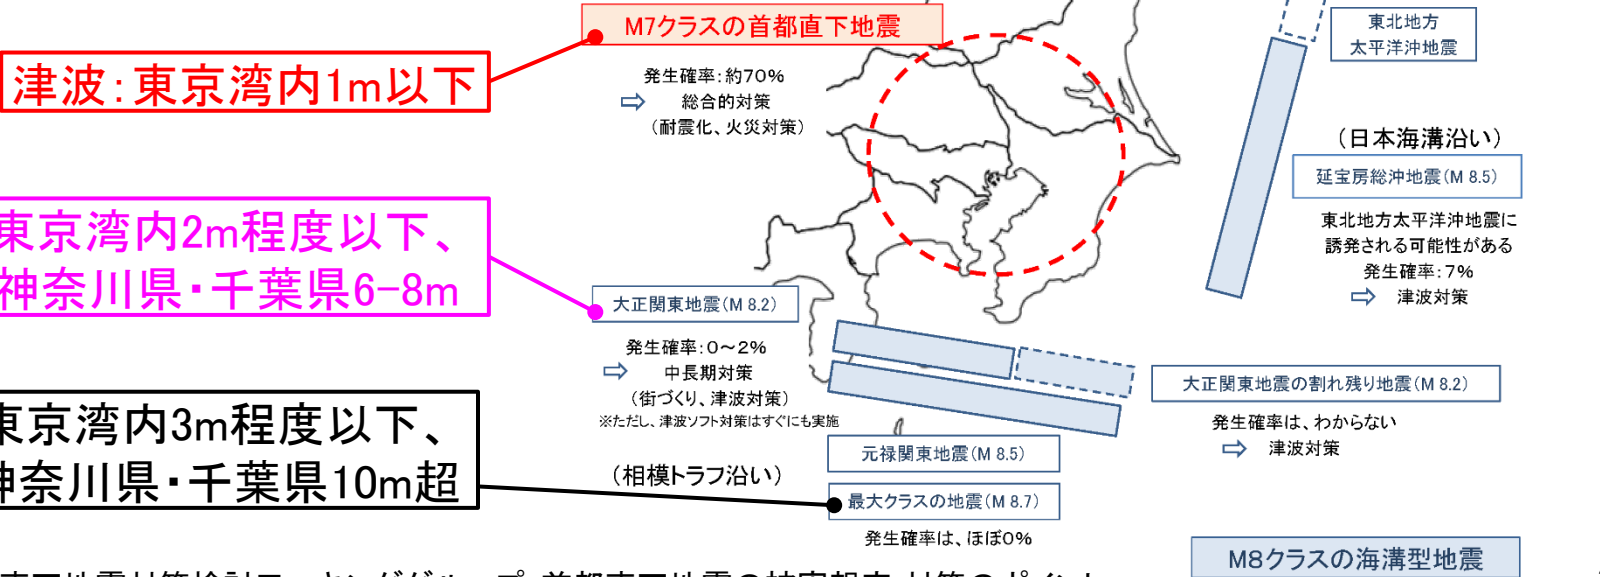 M7クラスの首都直下地震
津波：東京湾内1m以下
発生確率：約70％
⇨ 総合的対策
（耐震化、火災対策）
東北地方
太平洋沖地震
（日本海溝沿い）
延宝房総沖地震（M 8.5）
東北地方太平洋沖地震に
誘発される可能性がある
発生確率：7％
⇨ 津波対策
東京湾内2m程度以下、
神奈川県・千葉県6-8m
大正関東地震（M 8.2）
発生確率：0～2％
⇨ 中長期対策
（街づくり、津波対策）
※ただし、津波ソフト対策はすぐにも実施
大正関東地震の割れ残り地震（M 8.2）
発生確率は、わからない
⇨ 津波対策
東京湾内3m程度以下、
神奈川県・千葉県10m超
（相模トラフ沿い）
元禄関東地震（M 8.5）
最大クラスの地震（M 8.7）
発生確率は、ほぼ0％
M8クラスの海溝型地震